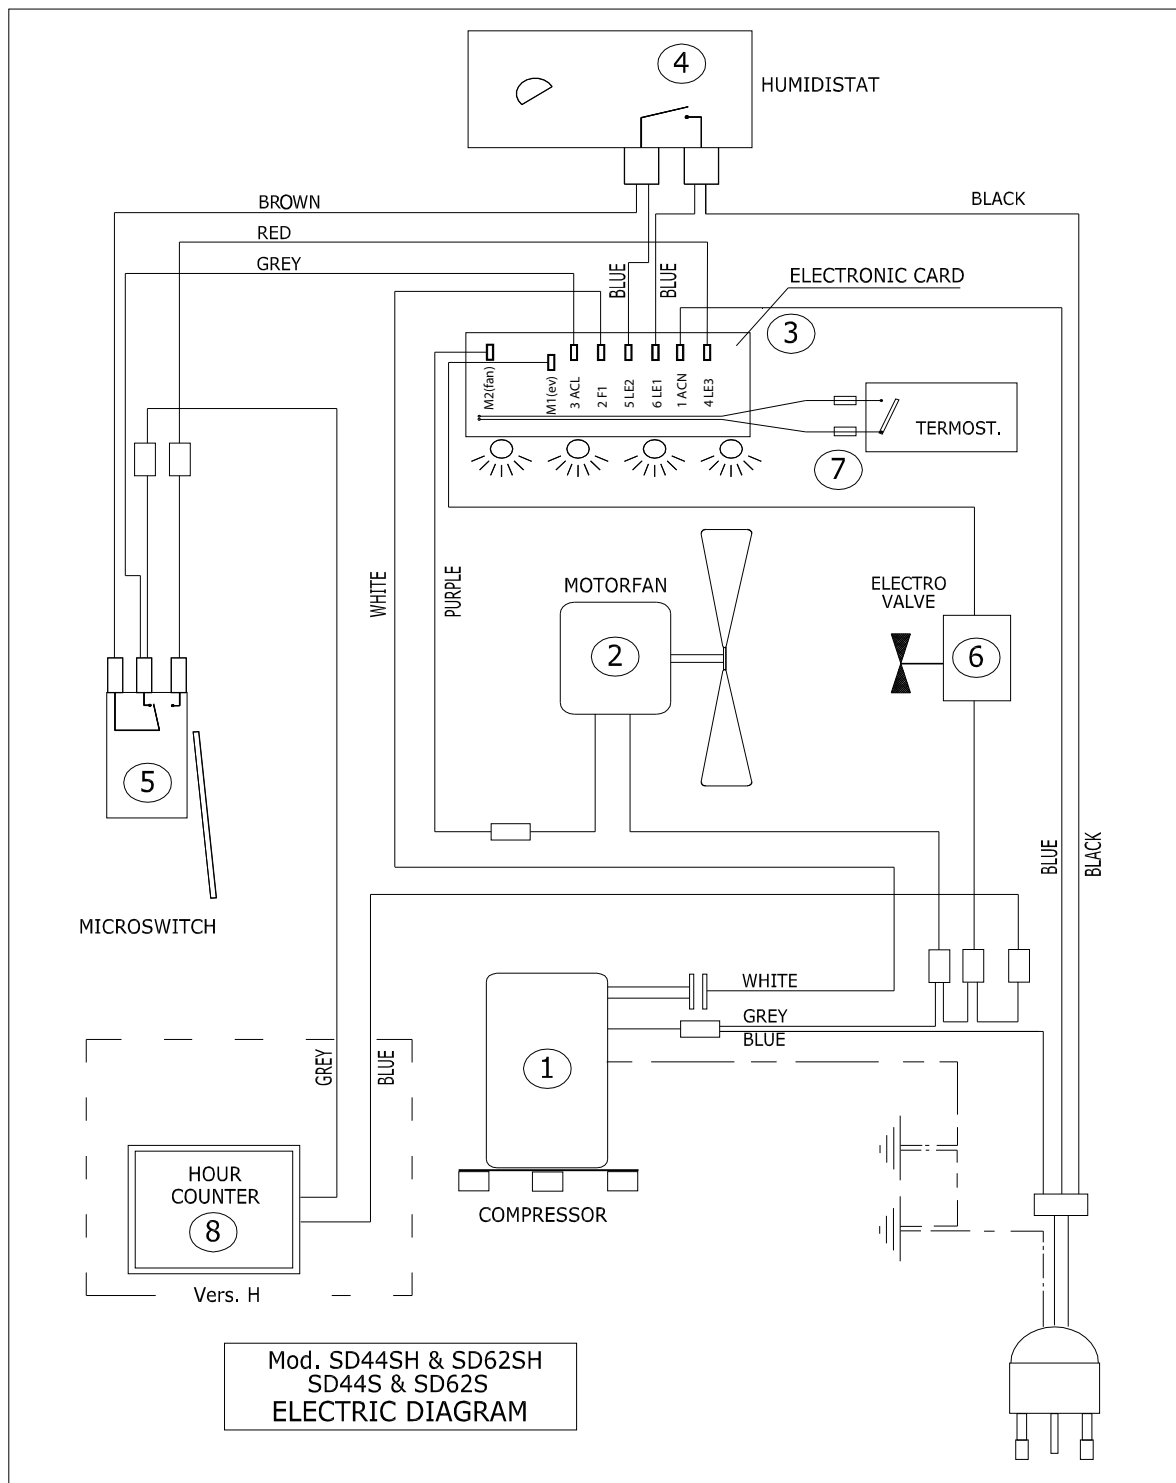 4
HUMIDISTAT
BROWN
BLACK
RED
GREY
BLUE
BLUE
ELECTRONIC CARD
3
M2(fan)
M1(ev)
3 ACL
2 F1
5 LE2
6 LE1
1 ACN
4 LE3
TERMOST.
7
WHITE
PURPLE
MOTORFAN
2
ELECTRO
VALVE
6
5
MICROSWITCH
BLUE
BLACK
WHITE
GREY
BLUE
1
COMPRESSOR
GREY
BLUE
HOUR
COUNTER
8
Vers. H
Mod. SD44SH & SD62SH
SD44S & SD62S
ELECTRIC DIAGRAM